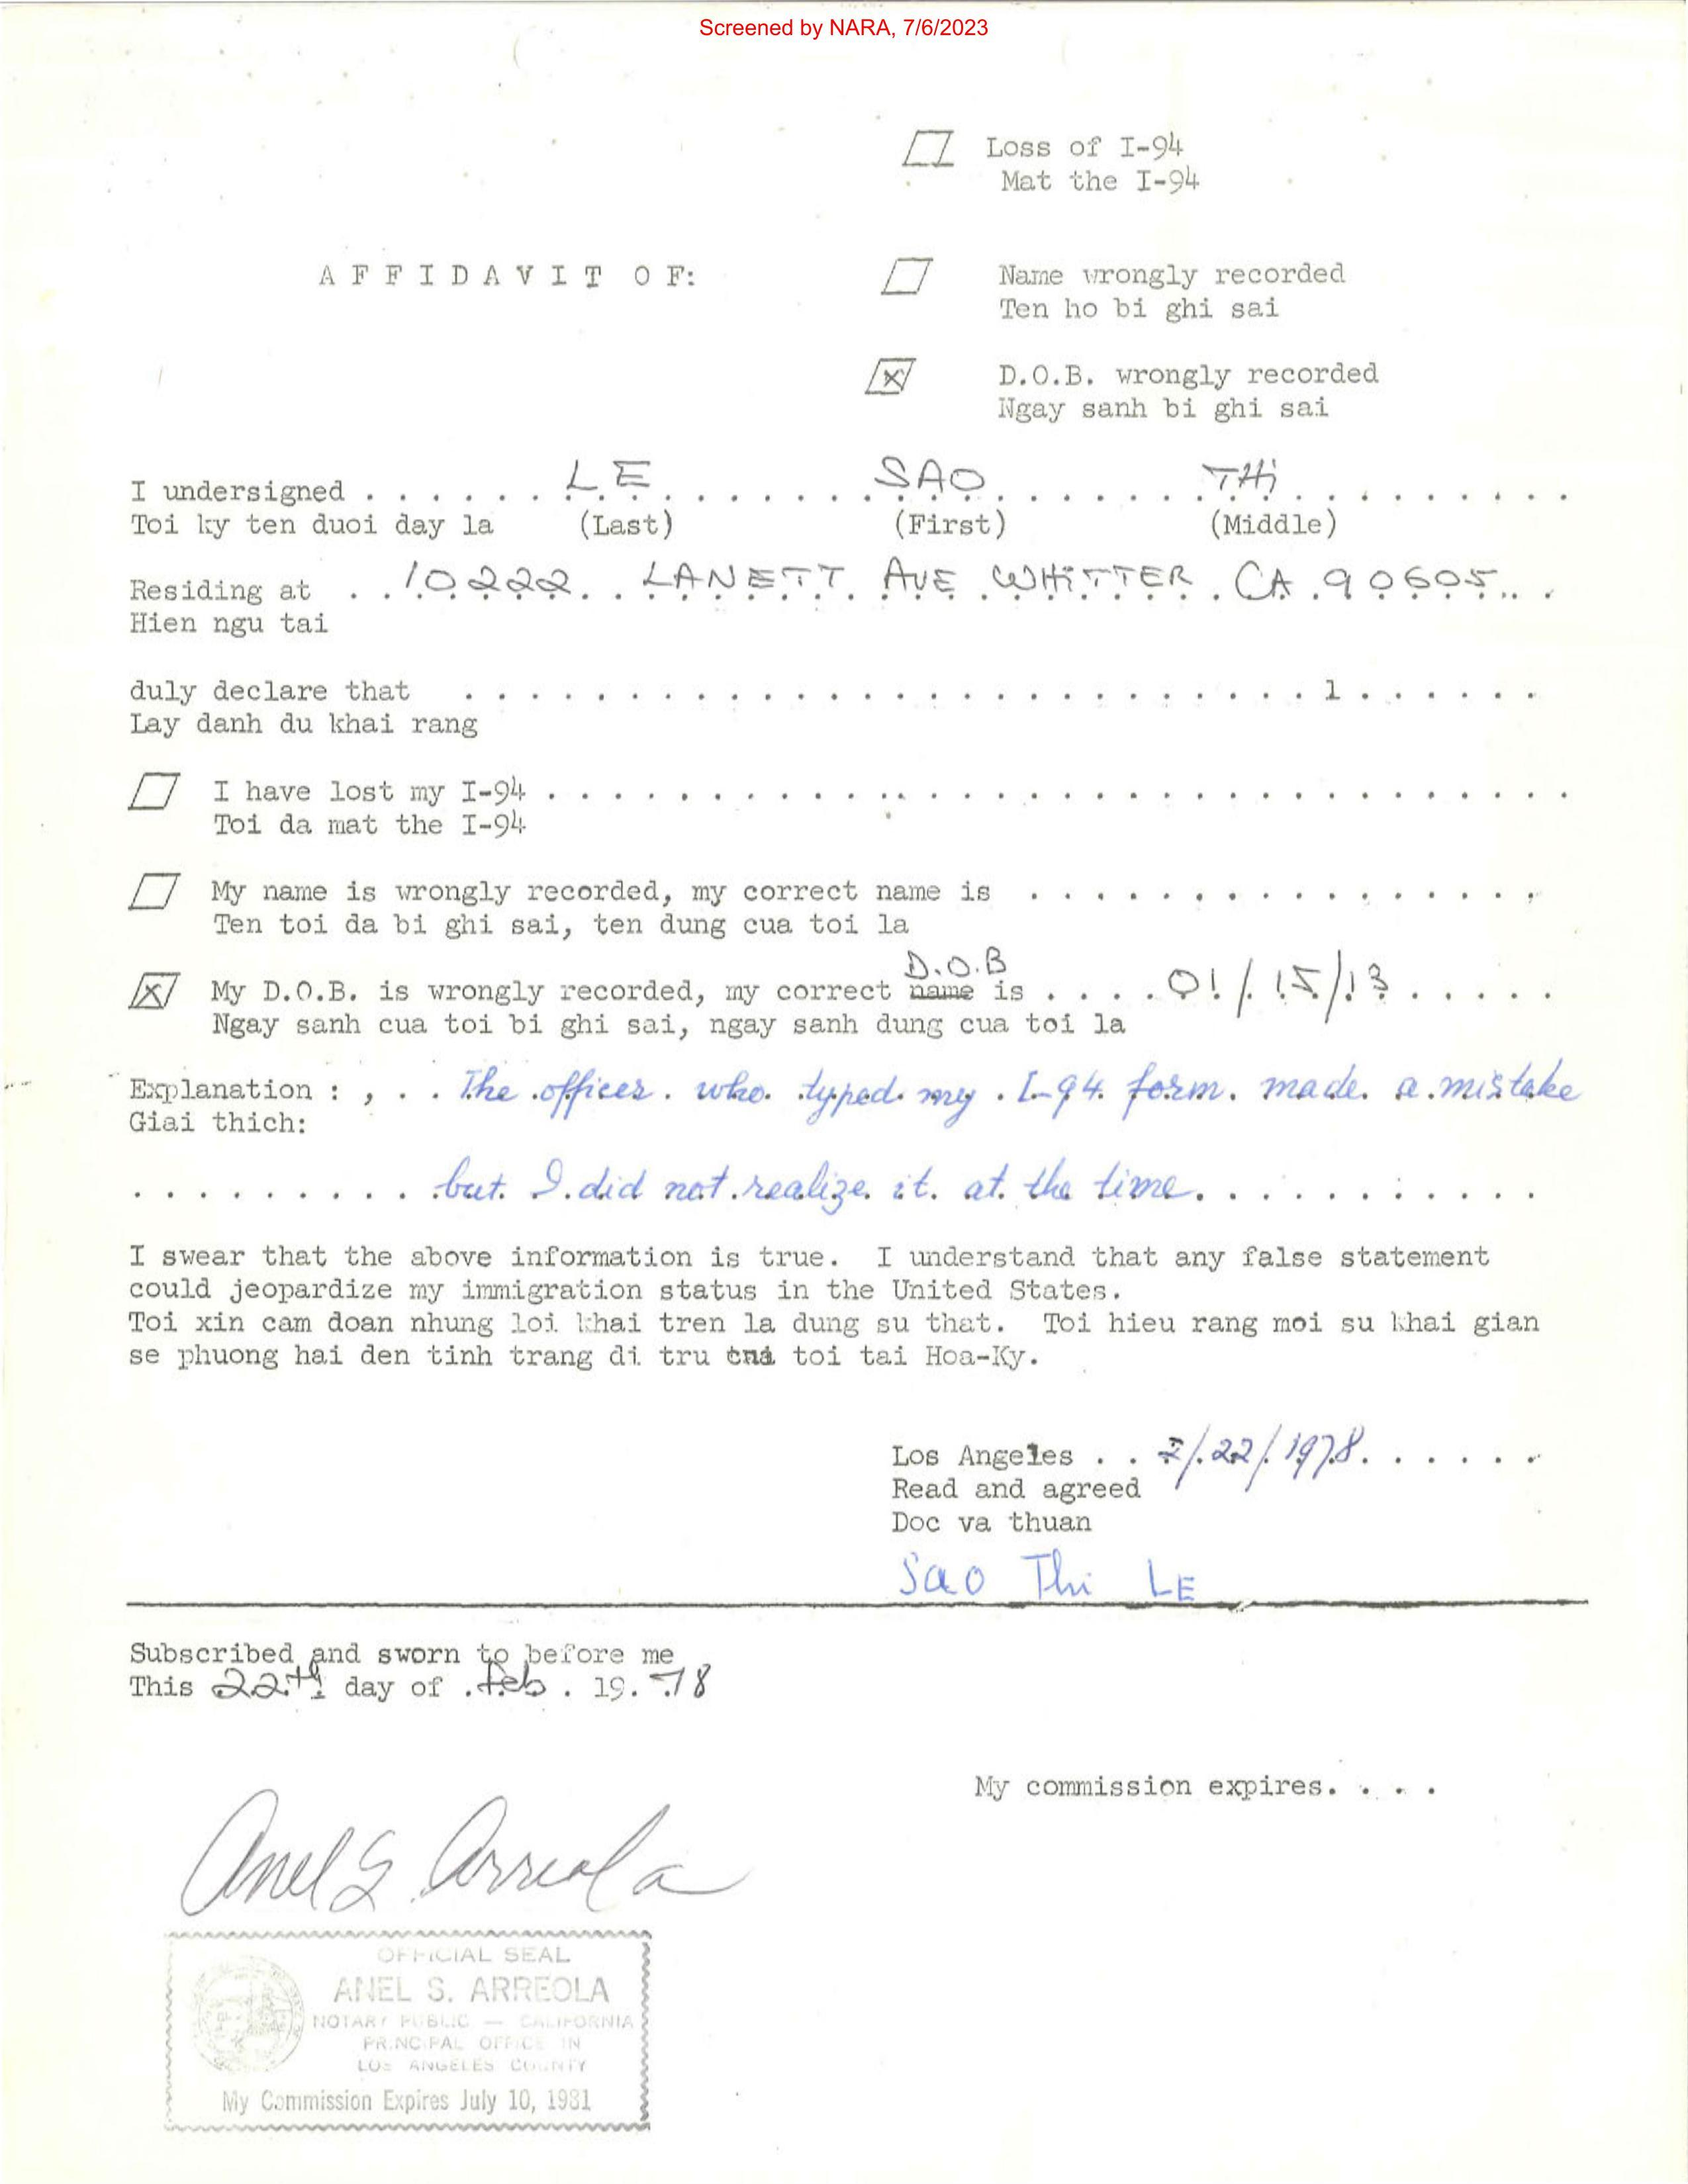 Screened by NARA, 7/6/2023
Loss of I-94
Mat the I-94
AFFIDAVIT OF:
Name wrongly recorded
Ten ho bi ghi sai
D.O.B. wrongly recorded
Ngay sanh bi ghi sai
I undersigned . . . . . . LE . . . . . . SAO . . . . . . THi . . . . . . . .
Toi ky ten duoi day la (Last) (First) (Middle)
Residing at . . 10222 . . LANETT AVE WHiTTER . CA . 90605 . . .
Hien ngu tai
duly declare that . . . . . . . . . . . . . . . . . . . . . . . . . . 1 . . . . . .
Lay danh du khai rang
I have lost my I-94 . . . . . . . . . . . . . . . . . . . . . . . . . . . . . . .
Toi da mat the I-94
My name is wrongly recorded, my correct name is . . . . . . . . . . . . . . . .
Ten toi da bi ghi sai, ten dung cua toi la
D.O.B
My D.O.B. is wrongly recorded, my correct name is . . . . 01/15/13 . . . . .
Ngay sanh cua toi bi ghi sai, ngay sanh dung cua toi la
Explanation : , . . The officer who typed my I-94 form made a mistake
Giai thich:
. . . . . . . . . but I did not realize it at the time . . . . . . . . . . .
I swear that the above information is true. I understand that any false statement
could jeopardize my immigration status in the United States.
Toi xin cam doan nhung loi khai tren la dung su that. Toi hieu rang moi su khai gian
se phuong hai den tinh trang di tru toi tai Hoa-Ky.
Los Angeles . . 2/22/1978 . . . . . .
Read and agreed
Doc va thuan
Sao Thi LE
Subscribed and sworn to before me
This 22th day of . feb . 19. 78
My commission expires. . . .
Anel S. Arreola
OFFICIAL SEAL
ANEL S. ARREOLA
NOTARY PUBLIC — CALIFORNIA
PRINCIPAL OFFICE IN
LOS ANGELES COUNTY
My Commission Expires July 10, 1981